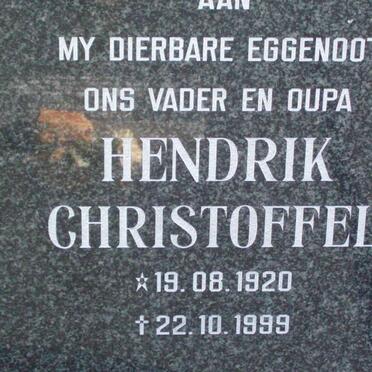 AAN
MY DIERBARE EGGENOOT
ONS VADER EN OUPA
HENDRIK
CHRISTOFFEL
☆19.08.1920
†22.10.1999